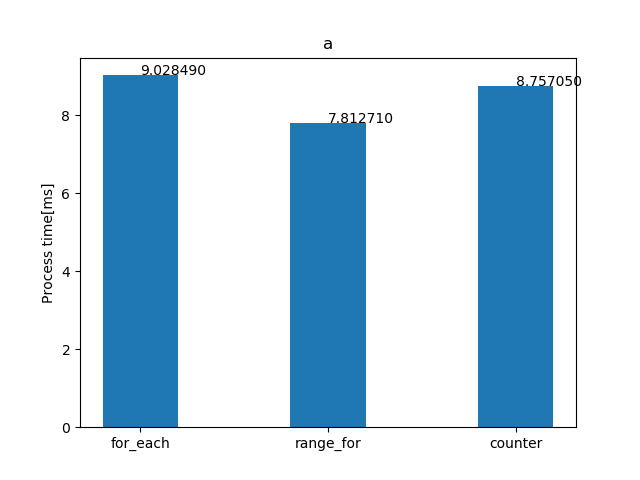 a
9.028490
7.812710
8.757050
Process time[ms]
8
6
4
2
0
for_each
range_for
counter